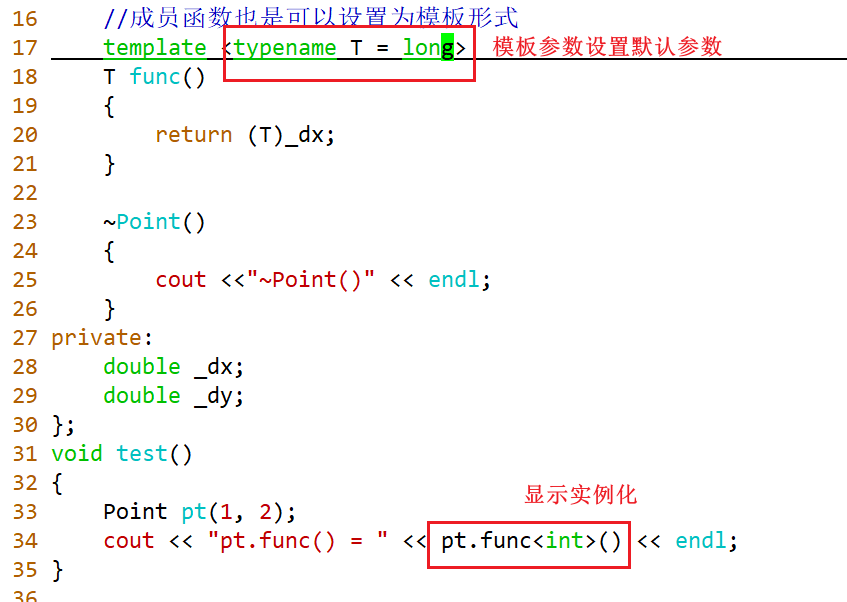 16 //成员函数也是可以设置为模板形式
17 template <typename T = long> 模板参数设置默认参数
18 T func()
19 {
20 return (T)_dx;
21 }
22
23 ~Point()
24 {
25 cout <<"~Point()" << endl;
26 }
27 private:
28 double _dx;
29 double _dy;
30 };
31 void test()
32 {
显示实例化
33 Point pt(1, 2);
34 cout << "pt.func() = " << pt.func<int>() << endl;
35 }
36